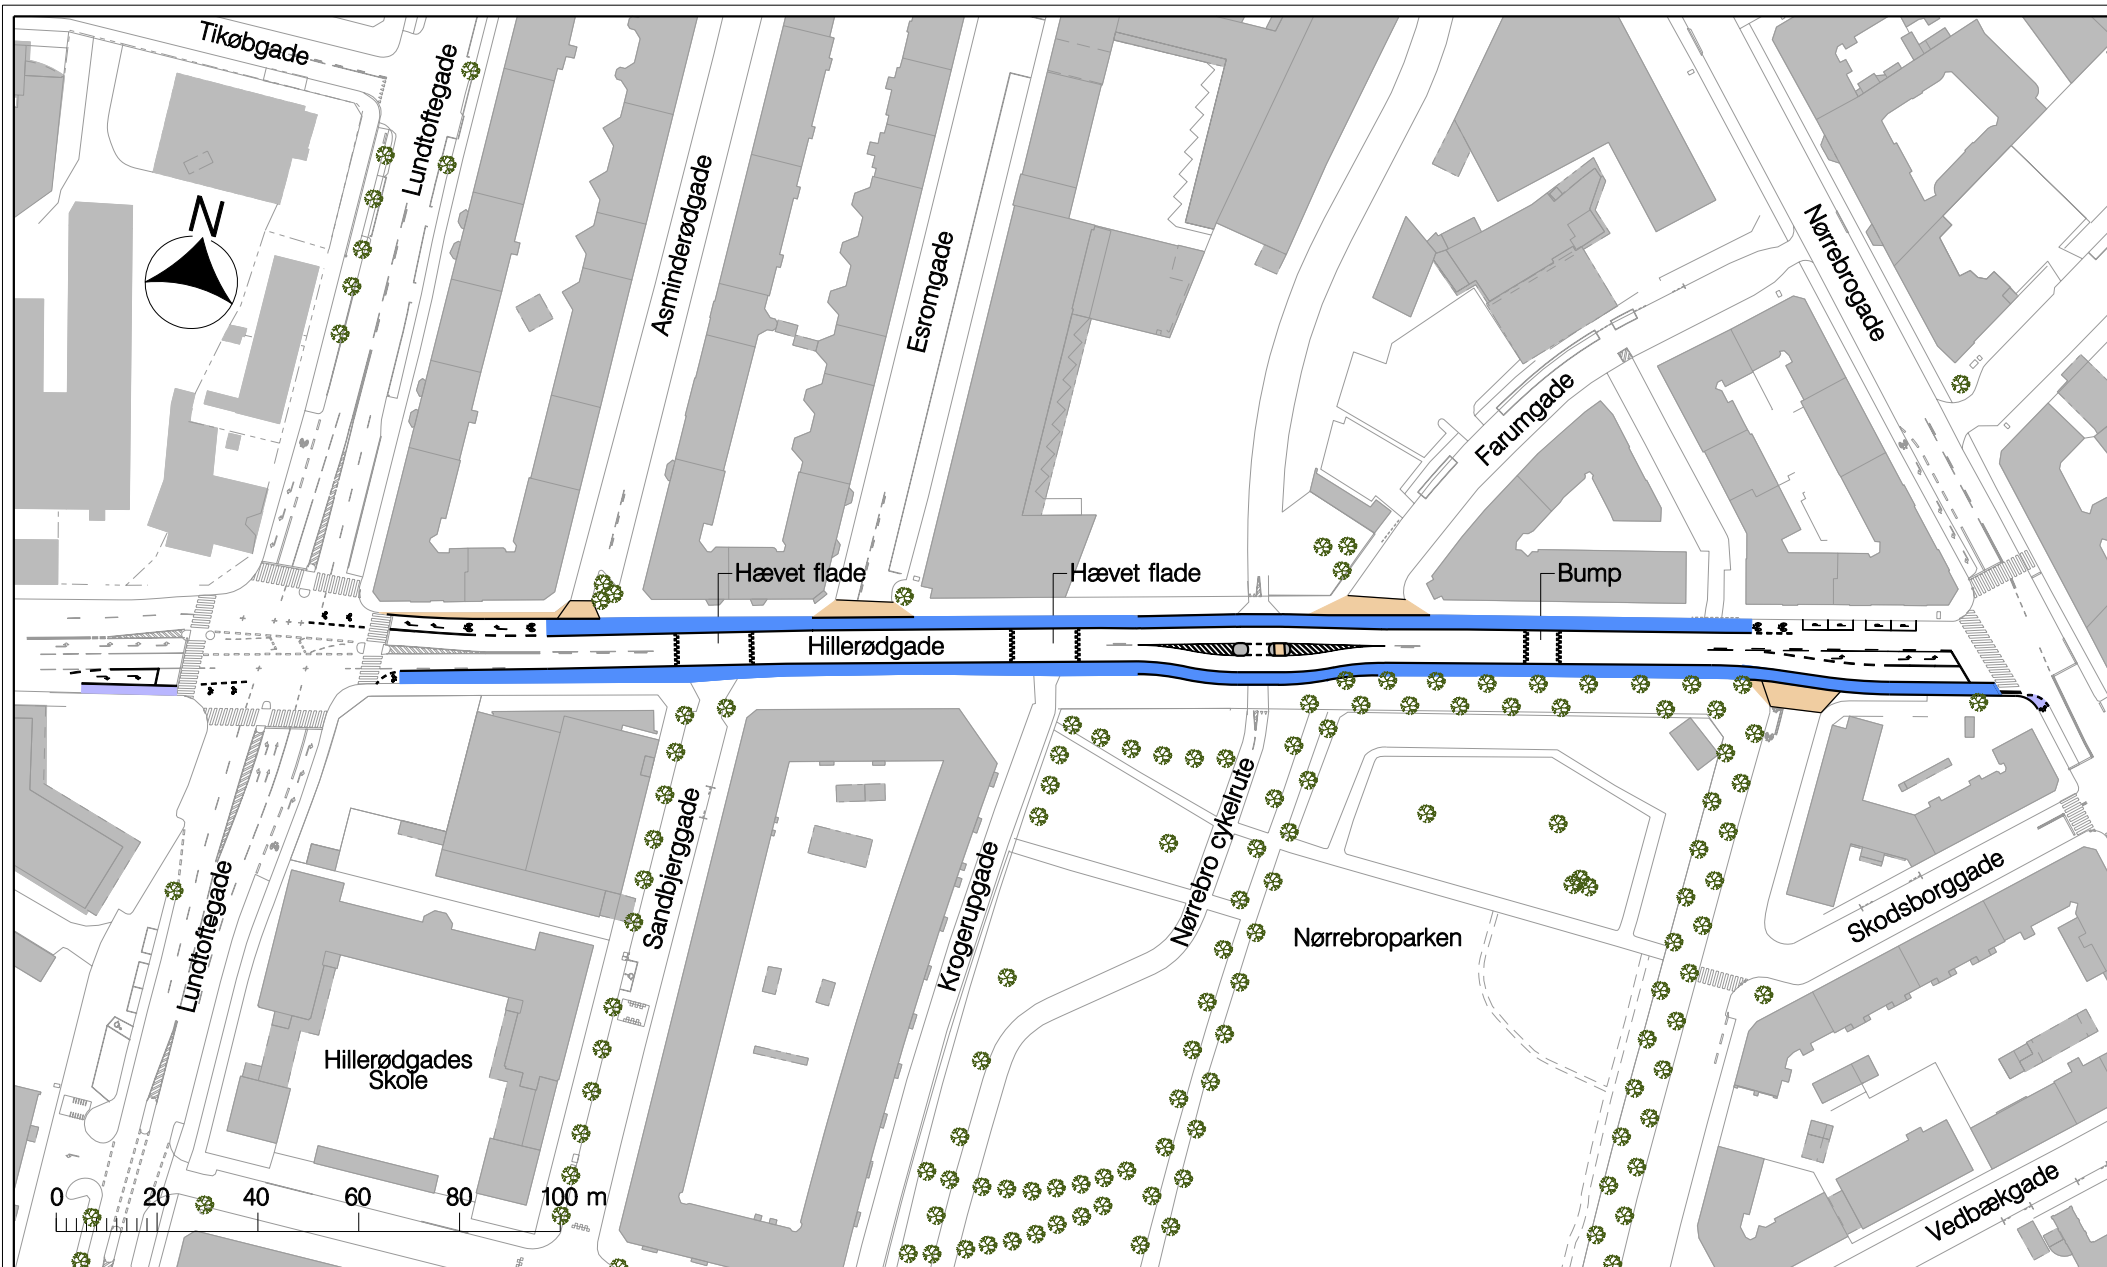 Tikøbgade
Lundtoftegade
N
Asminderødgade
Esromgade
Nørrebrogade
Farumgade
Hævet flade
Hævet flade
Bump
Hillerødgade
Sandbjerggade
Krogerupgade
Nørrebro cykelrute
Nørrebroparken
Skodsborggade
Lundtoftegade
Hillerødgades
Skole
Vedbækgade
0 20 40 60 80 100 m